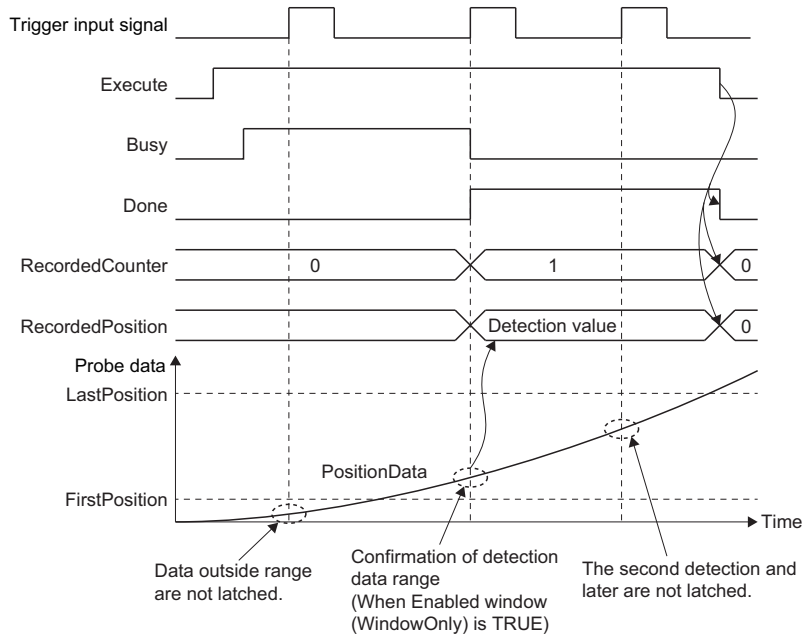 Trigger input signal
Execute
Busy
Done
RecordedCounter
0
1
0
RecordedPosition
Detection value
0
Probe data
LastPosition
PositionData
FirstPosition
Time
Data outside range
are not latched.
Confirmation of detection
data range
(When Enabled window
(WindowOnly) is TRUE)
The second detection and
later are not latched.